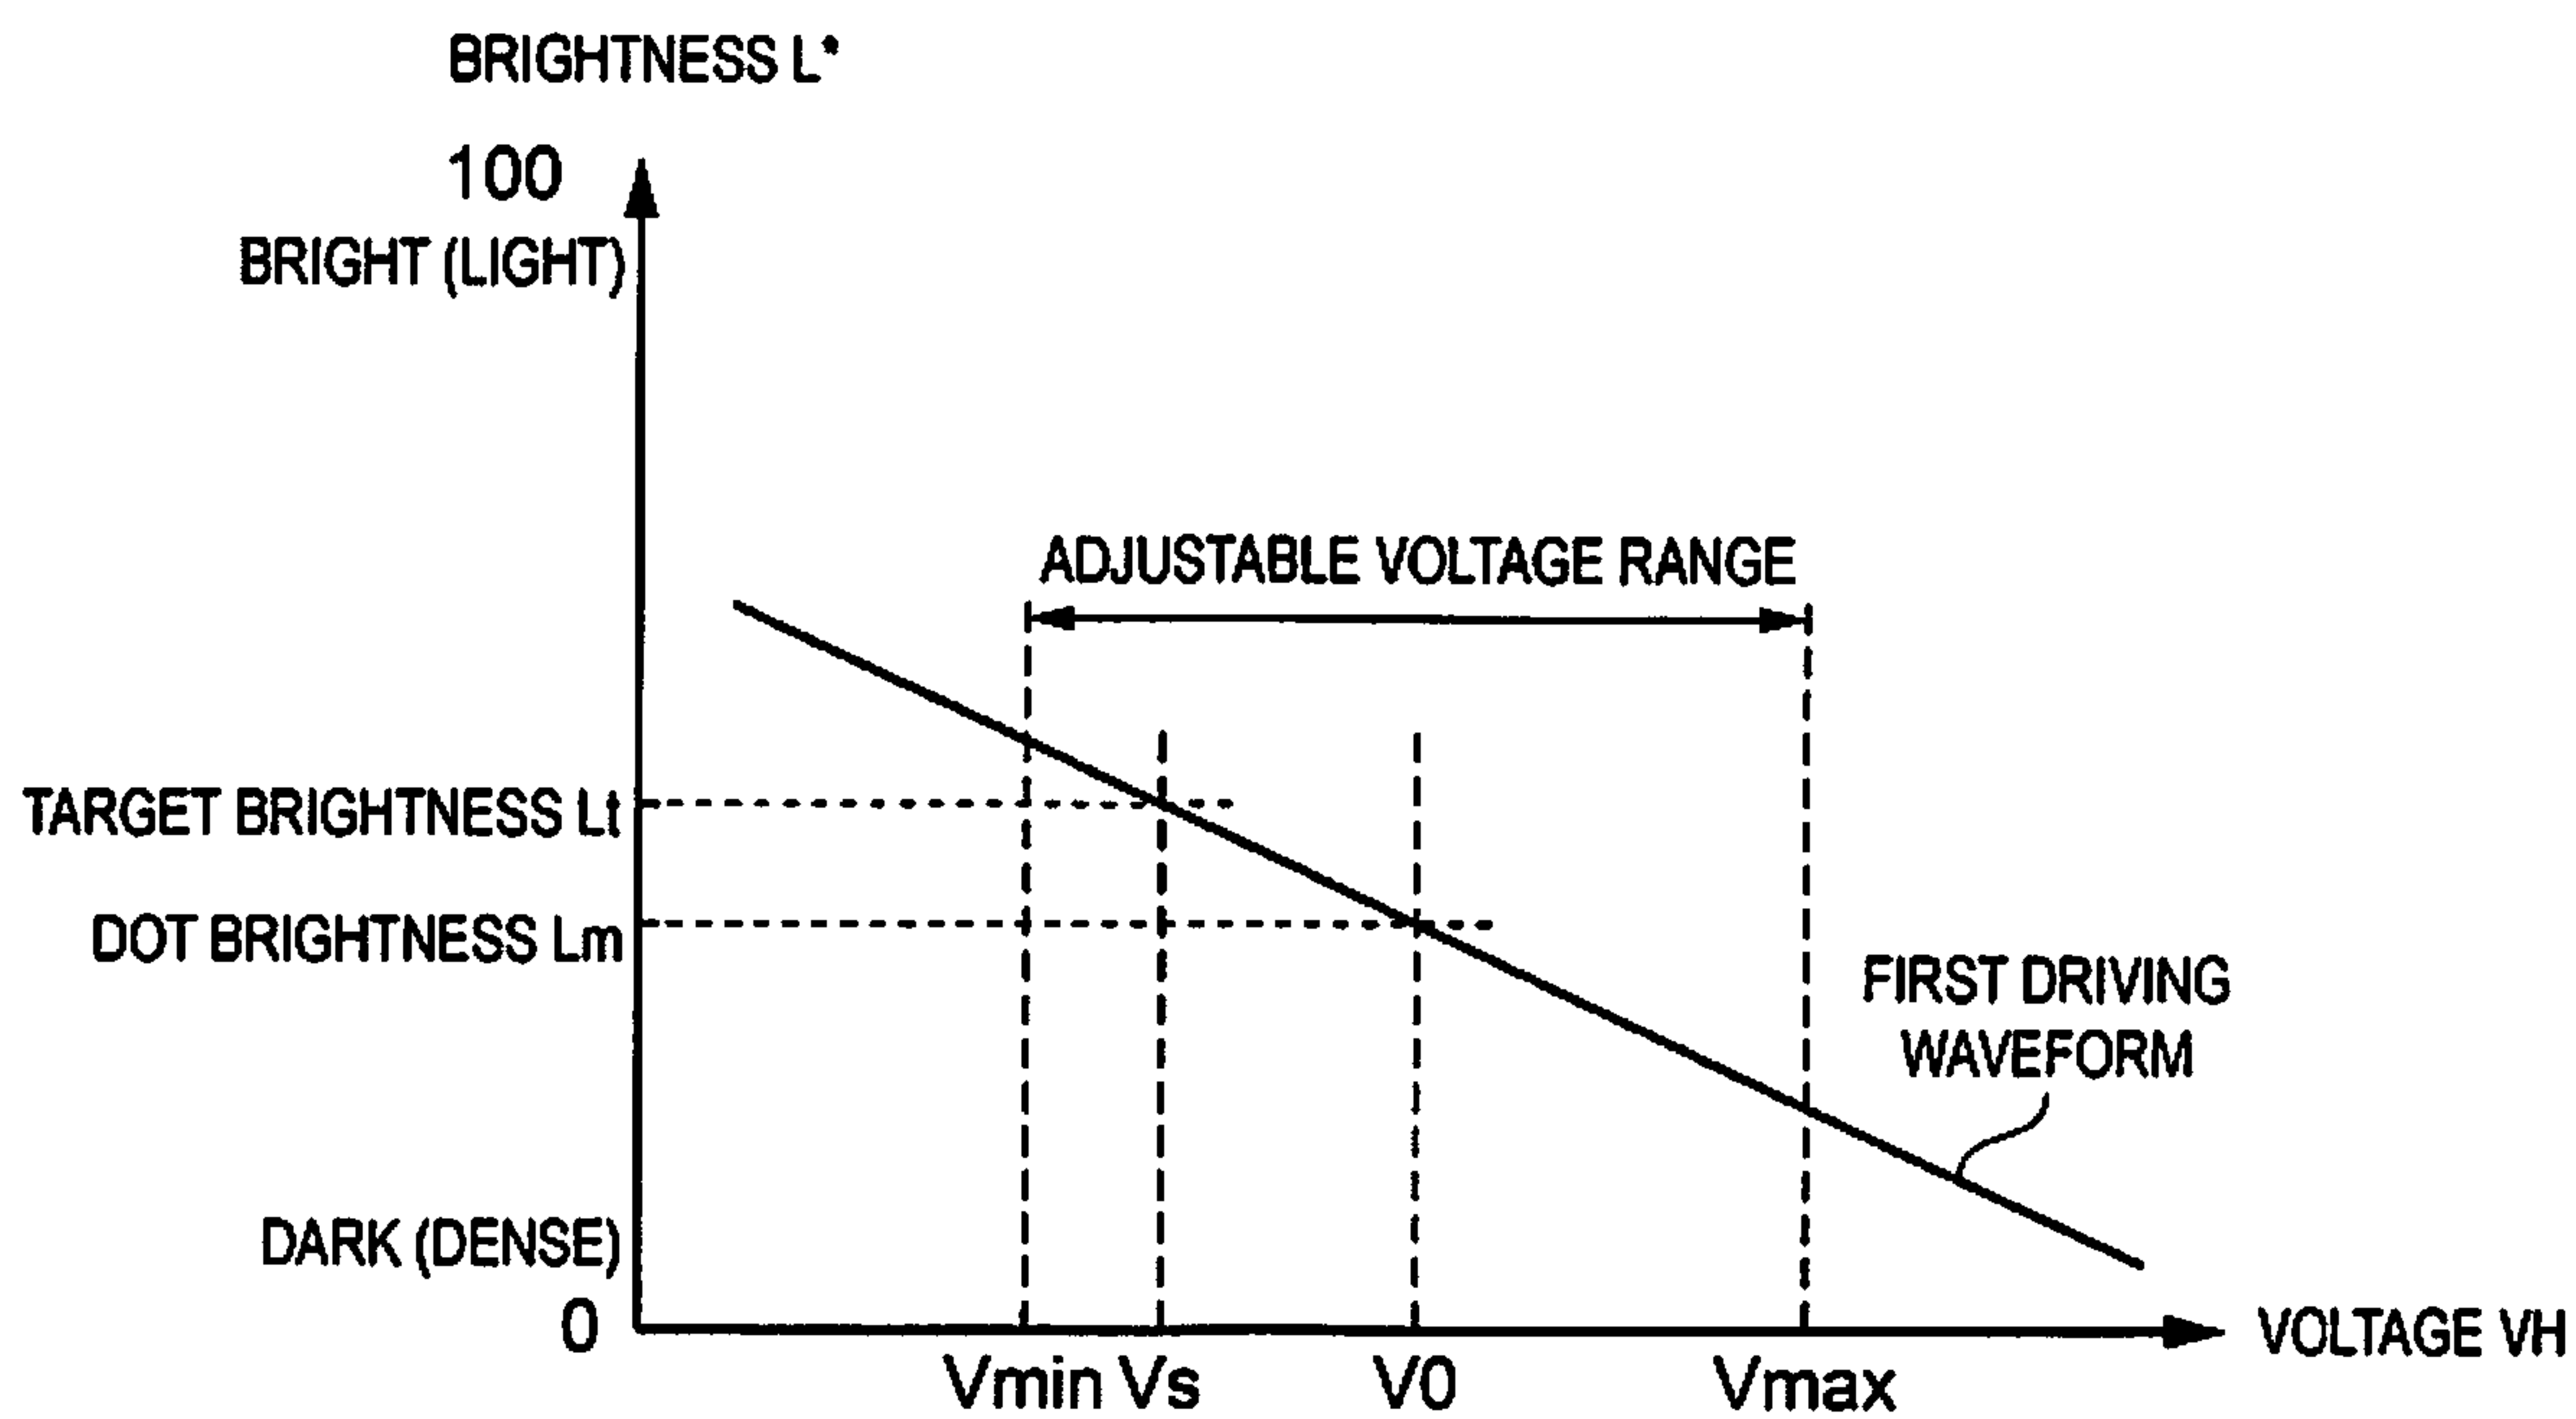 BRIGHTNESS L*
100
BRIGHT (LIGHT)
ADJUSTABLE VOLTAGE RANGE
TARGET BRIGHTNESS Lt
DOT BRIGHTNESS Lm
FIRST DRIVING
WAVEFORM
DARK (DENSE)
0
VOLTAGE VH
Vmin Vs V0 Vmax